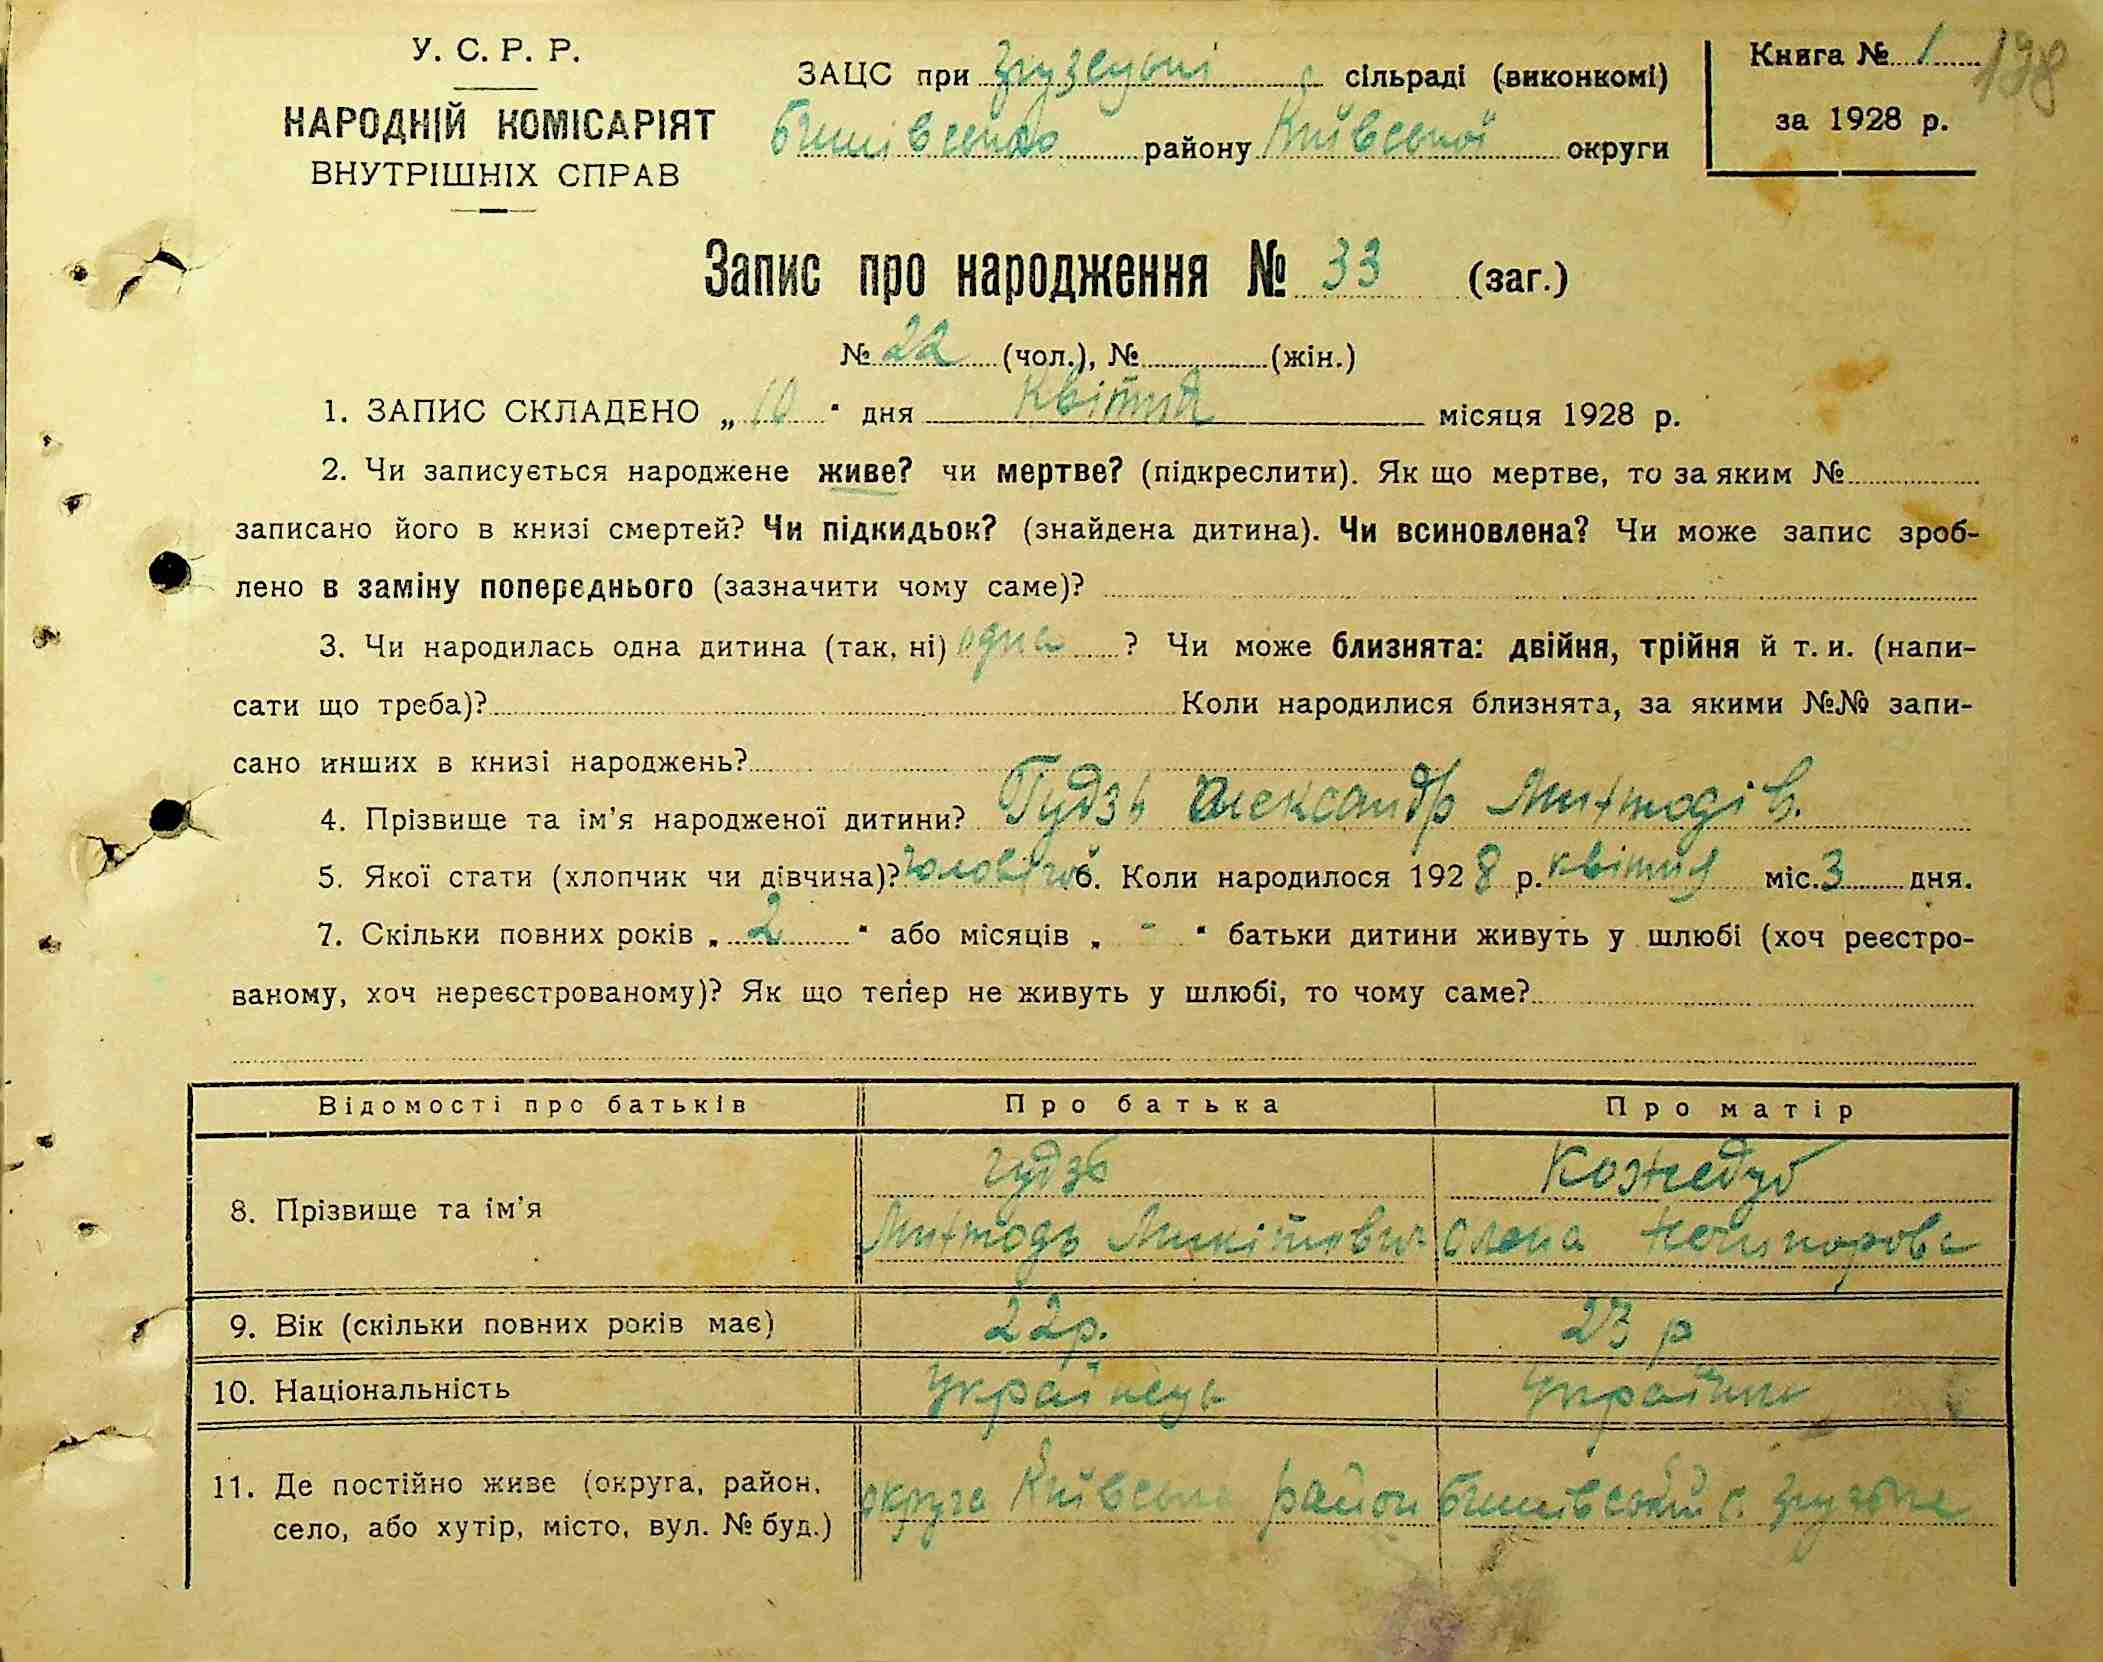 У. С. Р. Р.
НАРОДНІЙ КОМІСАРІЯТ
ВНУТРІШНІХ СПРАВ
ЗАЦС при сільраді (виконкомі)
району Київської округи
Книга № 1
198
за 1928 р.
Запис про народження № 33 (заг.)
№ 22 (чол.), № (жін.)
1. ЗАПИС СКЛАДЕНО „ 10 " дня Квітня місяця 1928 р.
2. Чи записується народжене живе? чи мертве? (підкреслити). Як що мертве, то за яким №
записано його в книзі смертей? Чи підкидьок? (знайдена дитина). Чи всиновлена? Чи може запис зроб-
лено в заміну попереднього (зазначити чому саме)?
3. Чи народилась одна дитина (так, ні) одна ? Чи може близнята: двійня, трійня й т. и. (напи-
сати що треба)? Коли народилися близнята, за якими №№ запи-
сано инших в книзі народжень?
4. Прізвище та ім'я народженої дитини? Гудзь Олександр
5. Якої стати (хлопчик чи дівчина)? 6. Коли народилося 1928 р. квітня міс. 3 дня.
7. Скільки повних років „ 2 " або місяців „ - " батьки дитини живуть у шлюбі (хоч реєстро-
ваному, хоч нереєстрованому)? Як що тепер не живуть у шлюбі, то чому саме?
Відомості про батьків Про батька Про матір
8. Прізвище та ім'я
гудзь Кожедуб
Олена
9. Вік (скільки повних років має) 22 р. 23 р
10. Національність Українець
11. Де постійно живе (округа, район, село, або хутір, місто, вул. № буд.)
округа Київська район с.